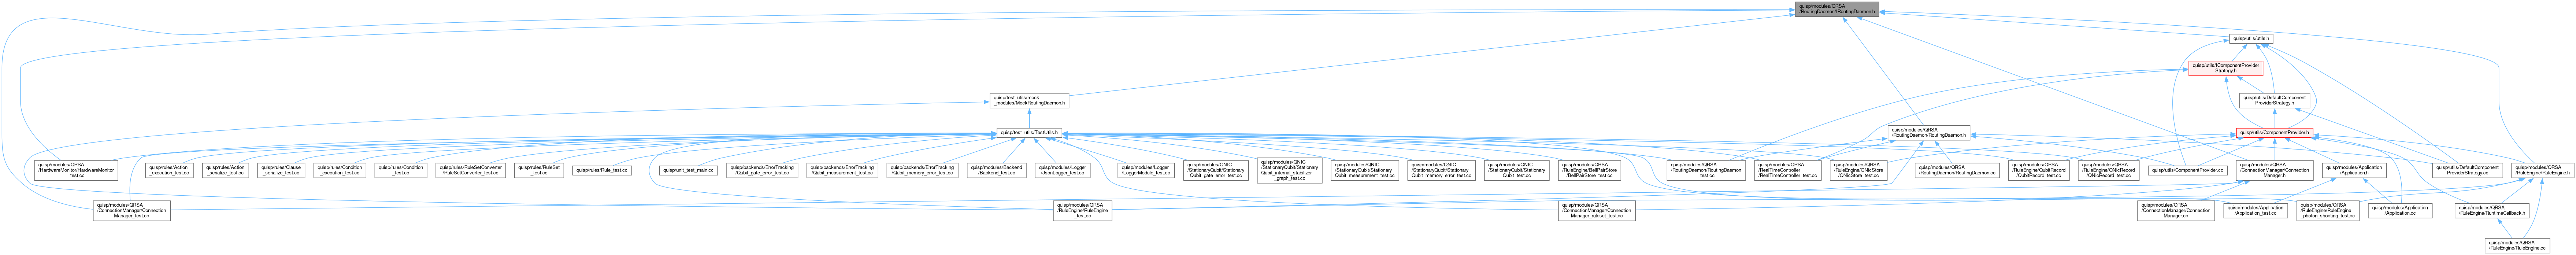 quisp/modules/QRSA
/RoutingDaemon/IRoutingDaemon.h
quisp/utils/utils.h
quisp/utils/IComponentProvider
Strategy.h
quisp/test_utils/mock
_modules/MockRoutingDaemon.h
quisp/utils/DefaultComponent
ProviderStrategy.h
quisp/test_utils/TestUtils.h
quisp/modules/QRSA
/RoutingDaemon/RoutingDaemon.h
quisp/utils/ComponentProvider.h
quisp/modules/QRSA
/HardwareMonitor/HardwareMonitor
_test.cc
quisp/rules/Action
_execution_test.cc
quisp/rules/Action
_serialize_test.cc
quisp/rules/Clause
_serialize_test.cc
quisp/rules/Condition
_execution_test.cc
quisp/rules/Condition
_test.cc
quisp/rules/RuleSetConverter
/RuleSetConverter_test.cc
quisp/rules/RuleSet
_test.cc
quisp/rules/Rule_test.cc
quisp/unit_test_main.cc
quisp/backends/ErrorTracking
/Qubit_gate_error_test.cc
quisp/backends/ErrorTracking
/Qubit_measurement_test.cc
quisp/backends/ErrorTracking
/Qubit_memory_error_test.cc
quisp/modules/Backend
/Backend_test.cc
quisp/modules/Logger
/JsonLogger_test.cc
quisp/modules/Logger
/LoggerModule_test.cc
quisp/modules/QNIC
/StationaryQubit/Stationary
Qubit_gate_error_test.cc
quisp/modules/QNIC
/StationaryQubit/Stationary
Qubit_internal_stabilizer
_graph_test.cc
quisp/modules/QNIC
/StationaryQubit/Stationary
Qubit_measurement_test.cc
quisp/modules/QNIC
/StationaryQubit/Stationary
Qubit_memory_error_test.cc
quisp/modules/QNIC
/StationaryQubit/Stationary
Qubit_test.cc
quisp/modules/QRSA
/RuleEngine/BellPairStore
/BellPairStore_test.cc
quisp/modules/QRSA
/RoutingDaemon/RoutingDaemon
_test.cc
quisp/modules/QRSA
/RealTimeController
/RealTimeController_test.cc
quisp/modules/QRSA
/RuleEngine/QNicStore
/QNicStore_test.cc
quisp/modules/QRSA
/RoutingDaemon/RoutingDaemon.cc
quisp/modules/QRSA
/RuleEngine/QubitRecord
/QubitRecord_test.cc
quisp/modules/QRSA
/RuleEngine/QNicRecord
/QNicRecord_test.cc
quisp/utils/ComponentProvider.cc
quisp/modules/QRSA
/ConnectionManager/Connection
Manager.h
quisp/modules/Application
/Application.h
quisp/utils/DefaultComponent
ProviderStrategy.cc
quisp/modules/QRSA
/RuleEngine/RuleEngine.h
quisp/modules/QRSA
/ConnectionManager/Connection
Manager_test.cc
quisp/modules/QRSA
/RuleEngine/RuleEngine
_test.cc
quisp/modules/QRSA
/ConnectionManager/Connection
Manager_ruleset_test.cc
quisp/modules/QRSA
/ConnectionManager/Connection
Manager.cc
quisp/modules/Application
/Application_test.cc
quisp/modules/QRSA
/RuleEngine/RuleEngine
_photon_shooting_test.cc
quisp/modules/Application
/Application.cc
quisp/modules/QRSA
/RuleEngine/RuntimeCallback.h
quisp/modules/QRSA
/RuleEngine/RuleEngine.cc